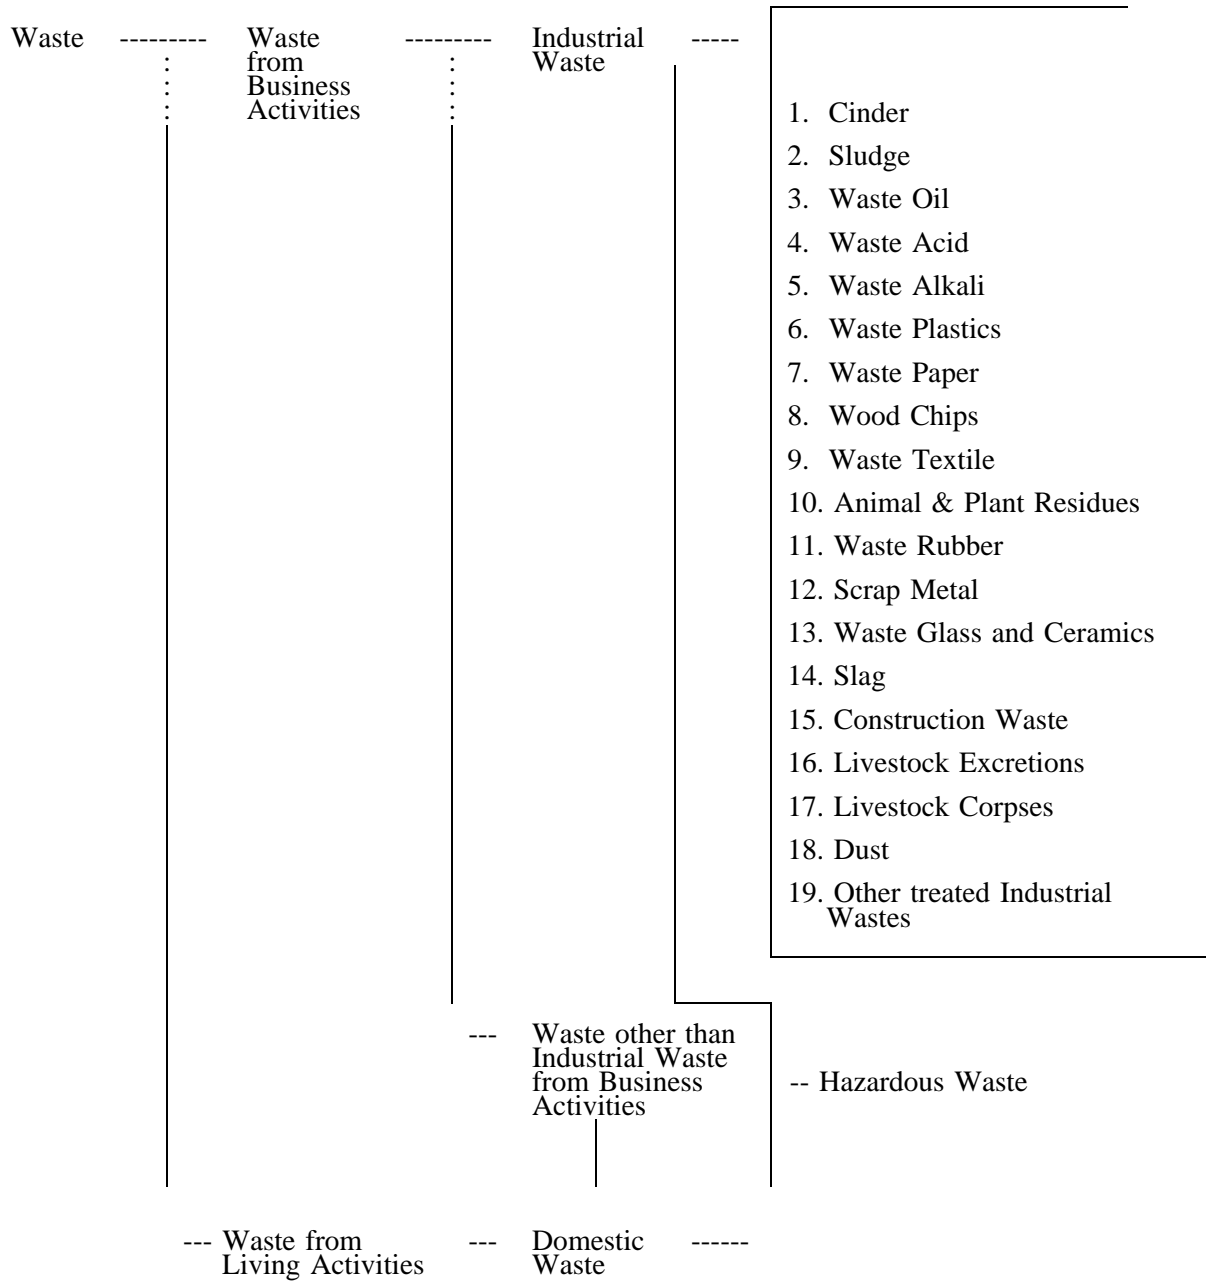 Waste --------- Waste --------- Industrial -----
: from : Waste
: Business :
: Activities :
1. Cinder
2. Sludge
3. Waste Oil
4. Waste Acid
5. Waste Alkali
6. Waste Plastics
7. Waste Paper
8. Wood Chips
9. Waste Textile
10. Animal & Plant Residues
11. Waste Rubber
12. Scrap Metal
13. Waste Glass and Ceramics
14. Slag
15. Construction Waste
16. Livestock Excretions
17. Livestock Corpses
18. Dust
19. Other treated Industrial
Wastes
--- Waste other than
Industrial Waste
from Business -- Hazardous Waste
Activities
--- Waste from --- Domestic ------
Living Activities Waste